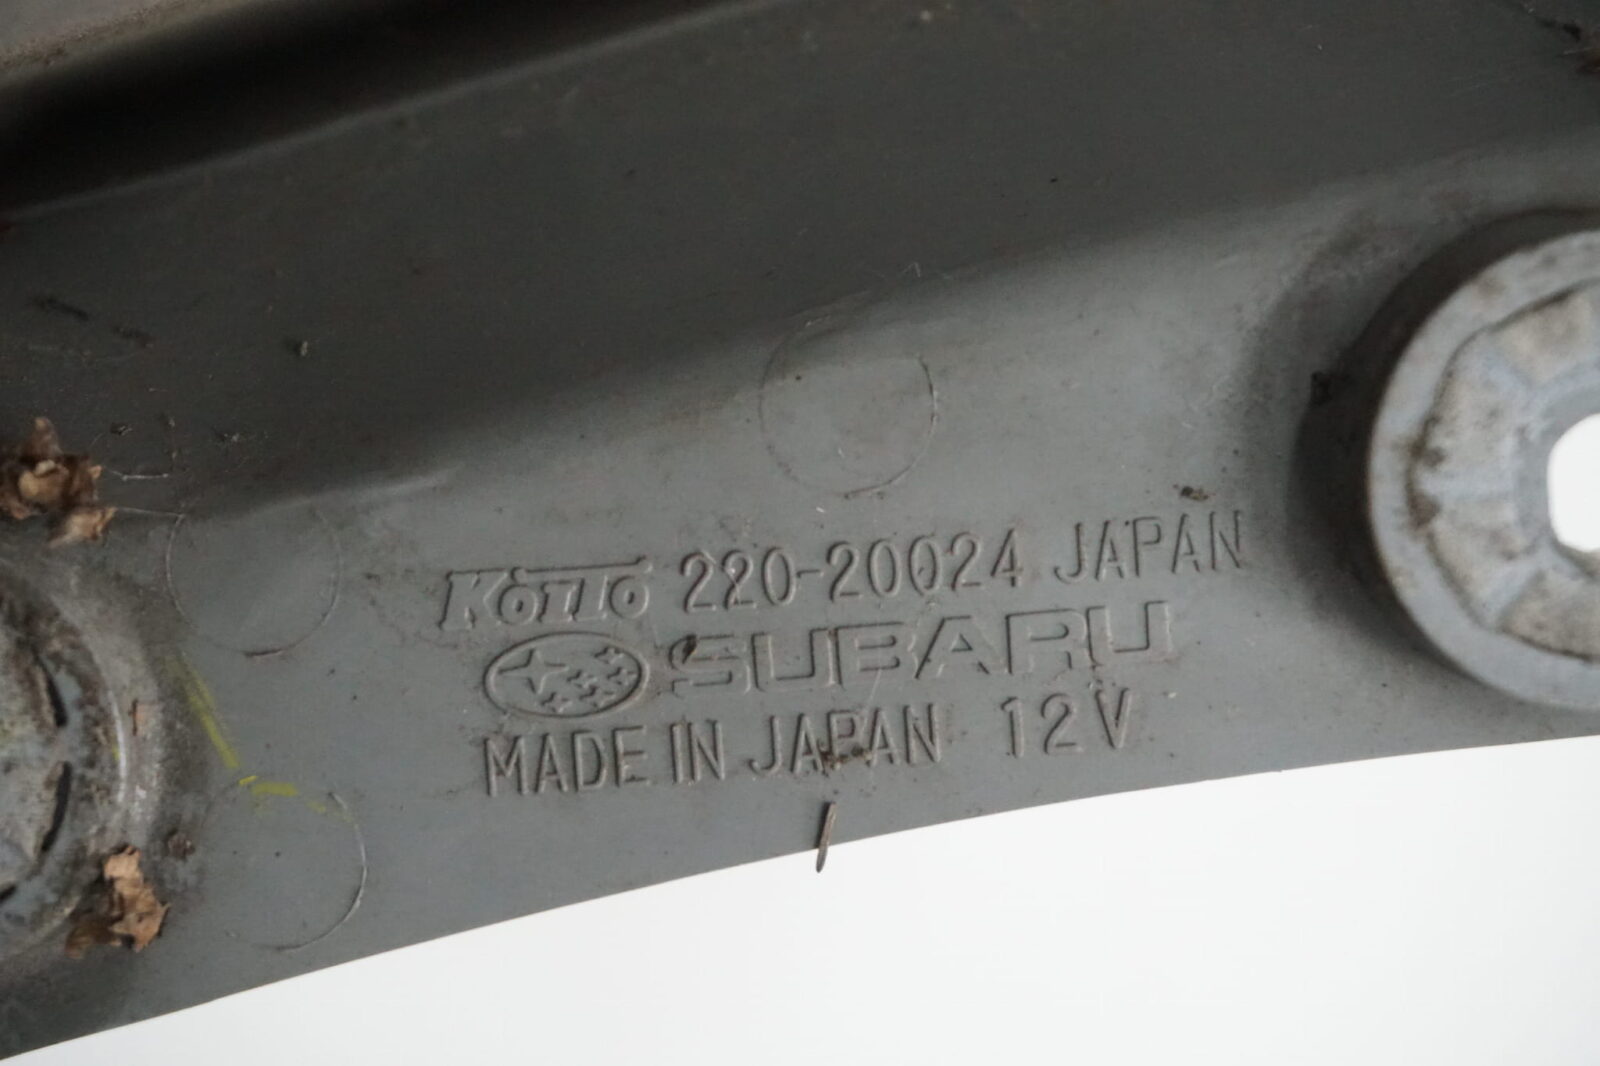 KOITO 220-20024 JAPAN
SUBARU
MADE IN JAPAN 12V